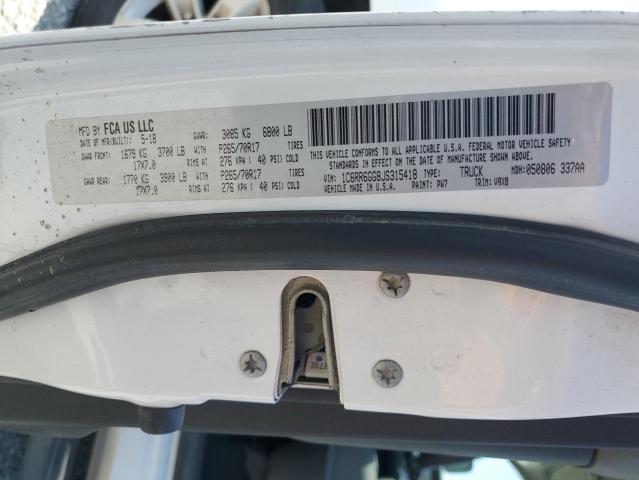 MFD BY FCA US LLC
DATE OF MFR/BUILT: 5-18 GVWR: 3085 KG 6800 LB
GAWR FRONT: 1679 KG 3700 LB WITH P265/70R17 TIRES
17X7.0 RIMS AT 276 KPA ( 40 PSI) COLD
GAWR REAR: 1770 KG 3900 LB WITH P265/70R17 TIRES
17X7.0 RIMS AT 276 KPA ( 40 PSI) COLD
THIS VEHICLE CONFORMS TO ALL APPLICABLE U.S.A. FEDERAL MOTOR VEHICLE SAFETY
STANDARDS IN EFFECT ON THE DATE OF MANUFACTURE SHOWN ABOVE.
VIN: 1C6RR6GG8JS315418 TYPE: TRUCK MDH: 050806 337AA
VEHICLE MADE IN U.S.A. PAINT: PW7 TRIM: V9X8